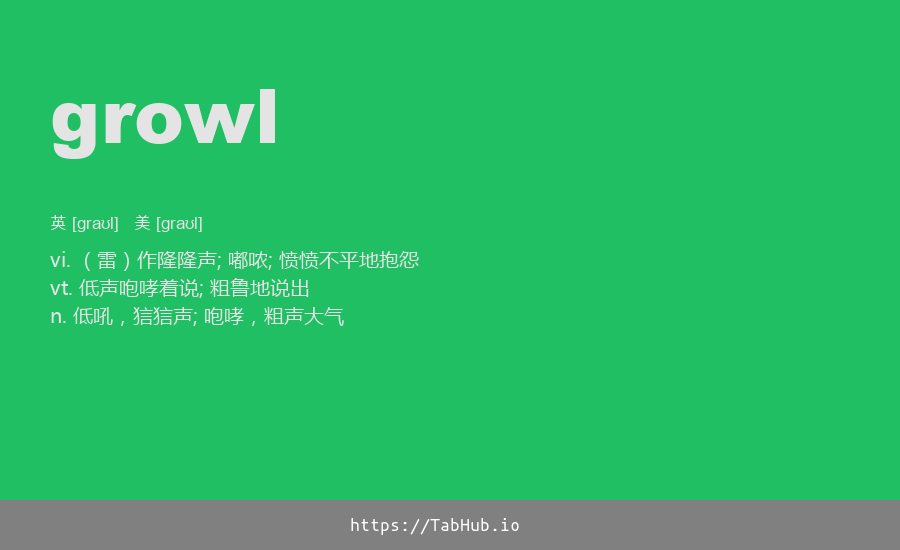 growl
英 [graʊl] 美 [graʊl]
vi. （雷）作隆隆声; 嘟哝; 愤愤不平地抱怨
vt. 低声咆哮着说; 粗鲁地说出
n. 低吼，狺狺声; 咆哮，粗声大气
https://TabHub.io